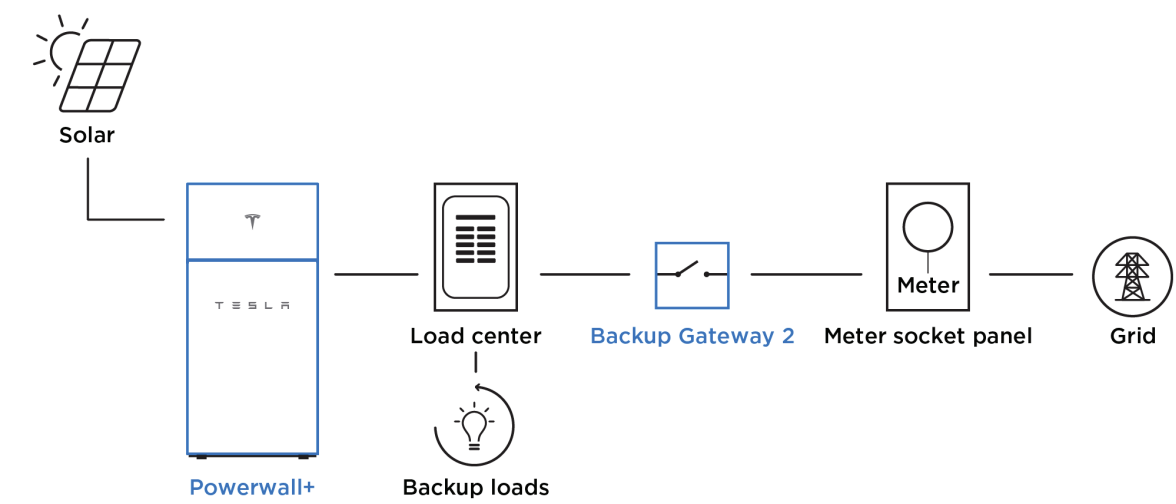 Solar
TESLA
Meter
Load center
Backup Gateway 2
Meter socket panel
Grid
Powerwall+
Backup loads